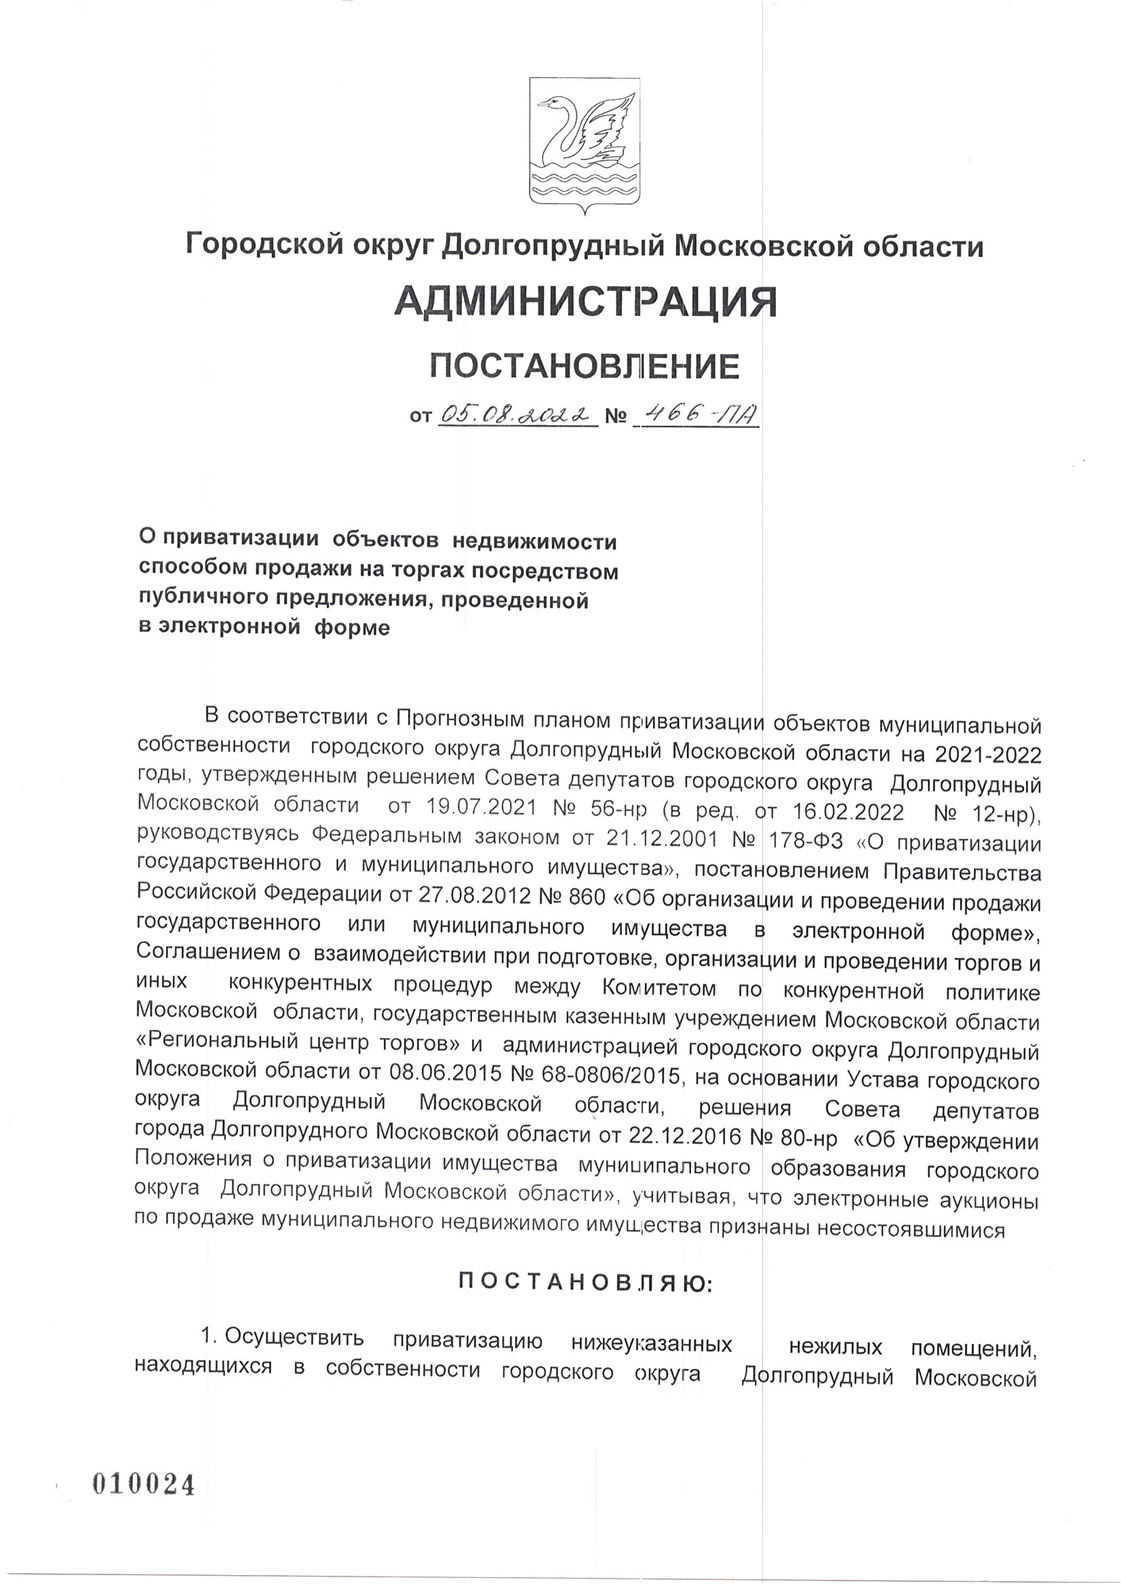 Городской округ Долгопрудный Московской области
АДМИНИСТРАЦИЯ
ПОСТАНОВЛЕНИЕ
от 05.08.2022 № 466-ПА
О приватизации объектов недвижимости
способом продажи на торгах посредством
публичного предложения, проведенной
в электронной форме
В соответствии с Прогнозным планом приватизации объектов муниципальной
собственности городского округа Долгопрудный Московской области на 2021-2022
годы, утвержденным решением Совета депутатов городского округа Долгопрудный
Московской области от 19.07.2021 № 56-нр (в ред. от 16.02.2022 № 12-нр),
руководствуясь Федеральным законом от 21.12.2001 № 178-ФЗ «О приватизации
государственного и муниципального имущества», постановлением Правительства
Российской Федерации от 27.08.2012 № 860 «Об организации и проведении продажи
государственного или муниципального имущества в электронной форме»,
Соглашением о взаимодействии при подготовке, организации и проведении торгов и
иных конкурентных процедур между Комитетом по конкурентной политике
Московской области, государственным казенным учреждением Московской области
«Региональный центр торгов» и администрацией городского округа Долгопрудный
Московской области от 08.06.2015 № 68-0806/2015, на основании Устава городского
округа Долгопрудный Московской области, решения Совета депутатов
города Долгопрудного Московской области от 22.12.2016 № 80-нр «Об утверждении
Положения о приватизации имущества муниципального образования городского
округа Долгопрудный Московской области», учитывая, что электронные аукционы
по продаже муниципального недвижимого имущества признаны несостоявшимися
П О С Т А Н О В Л Я Ю:
1. Осуществить приватизацию нижеуказанных нежилых помещений,
находящихся в собственности городского округа Долгопрудный Московской
010024